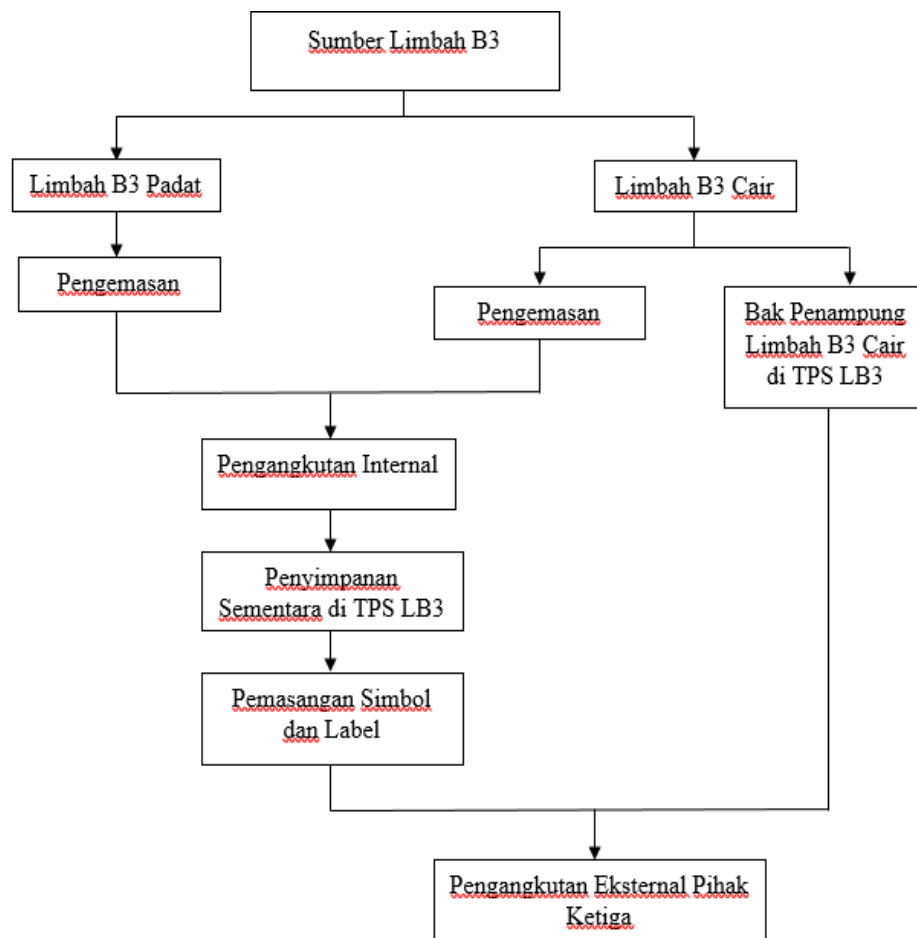 Sumber Limbah B3
Limbah B3 Padat
Limbah B3 Cair
Pengemasan
Pengemasan
Bak Penampung
Limbah B3 Cair
di TPS LB3
Pengangkutan Internal
Penyimpanan
Sementara di TPS LB3
Pemasangan Simbol
dan Label
Pengangkutan Eksternal Pihak
Ketiga